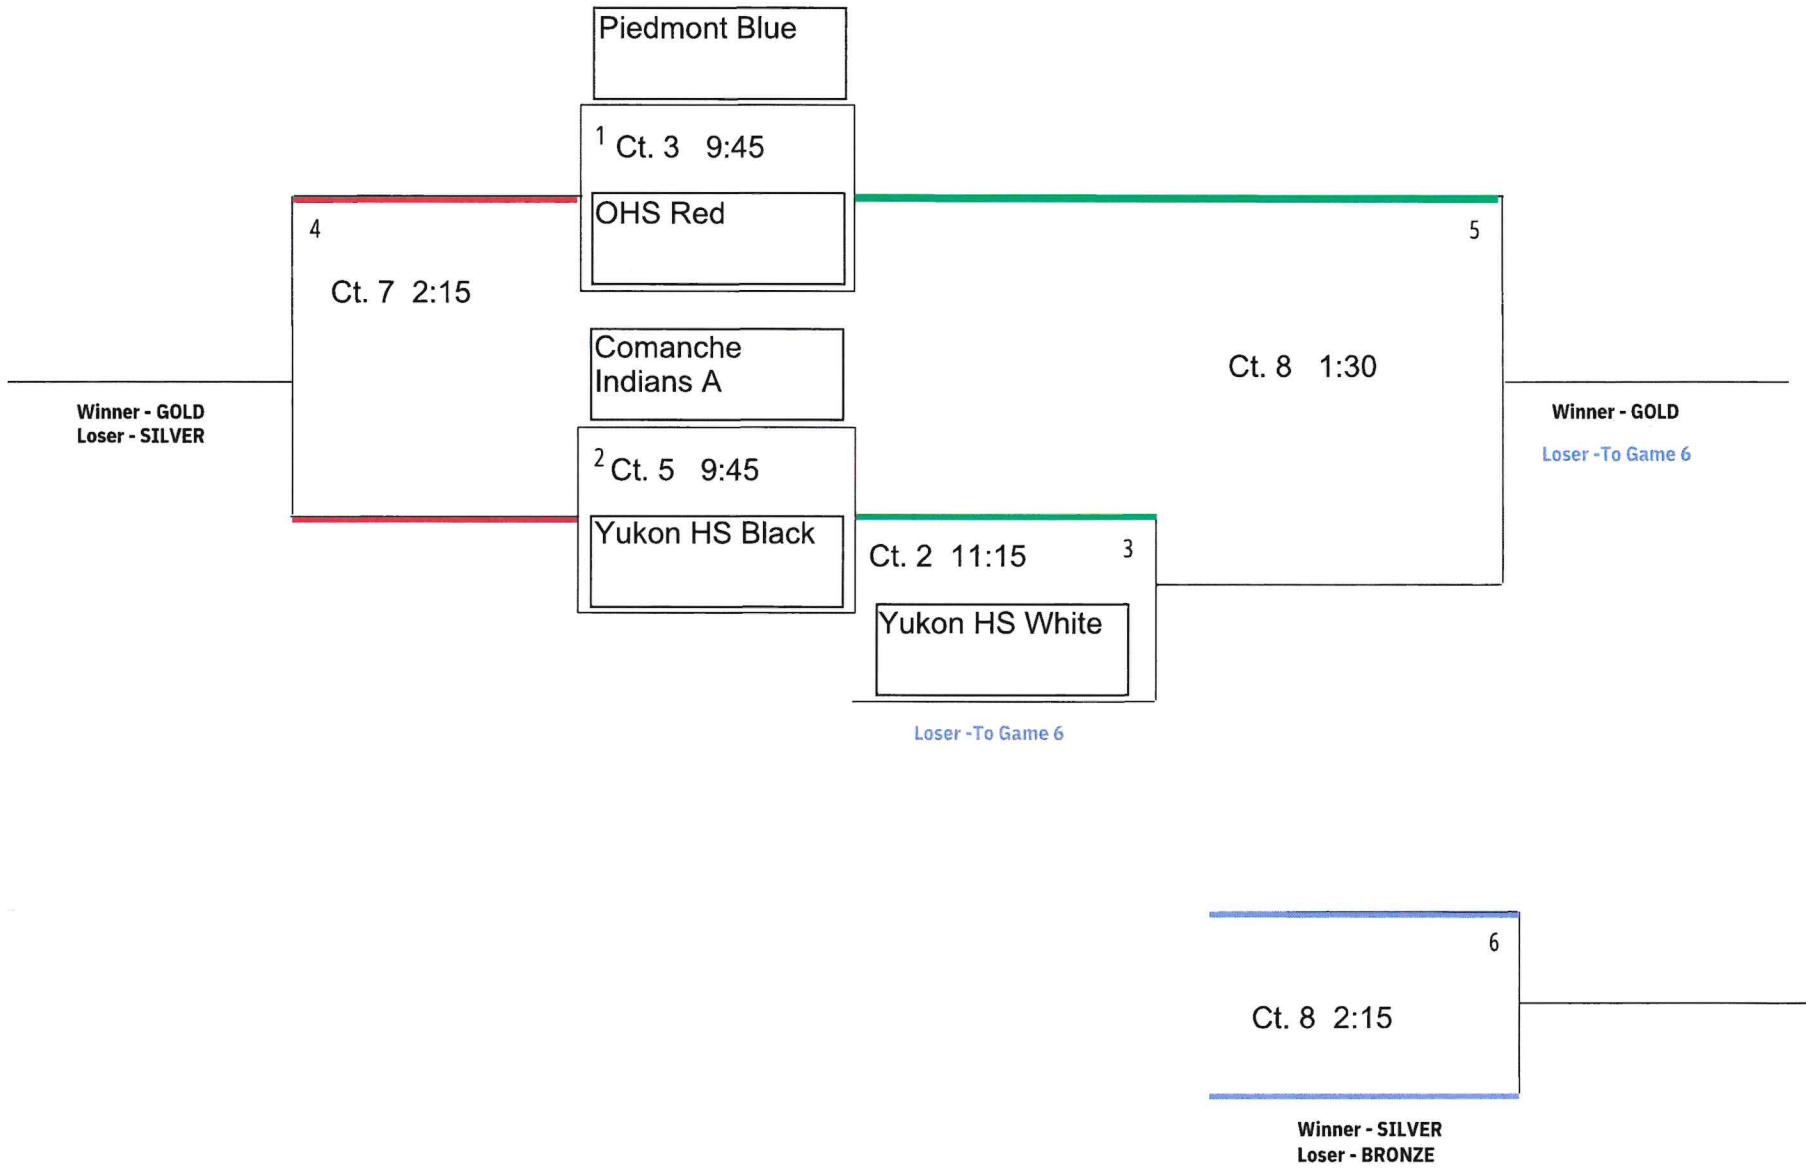 Piedmont Blue
1 Ct. 3 9:45
OHS Red
4
5
Ct. 7 2:15
Comanche
Indians A
Ct. 8 1:30
Winner - GOLD
Loser - SILVER
Winner - GOLD
Loser -To Game 6
2 Ct. 5 9:45
Yukon HS Black
Ct. 2 11:15 3
Yukon HS White
Loser -To Game 6
6
Ct. 8 2:15
Winner - SILVER
Loser - BRONZE